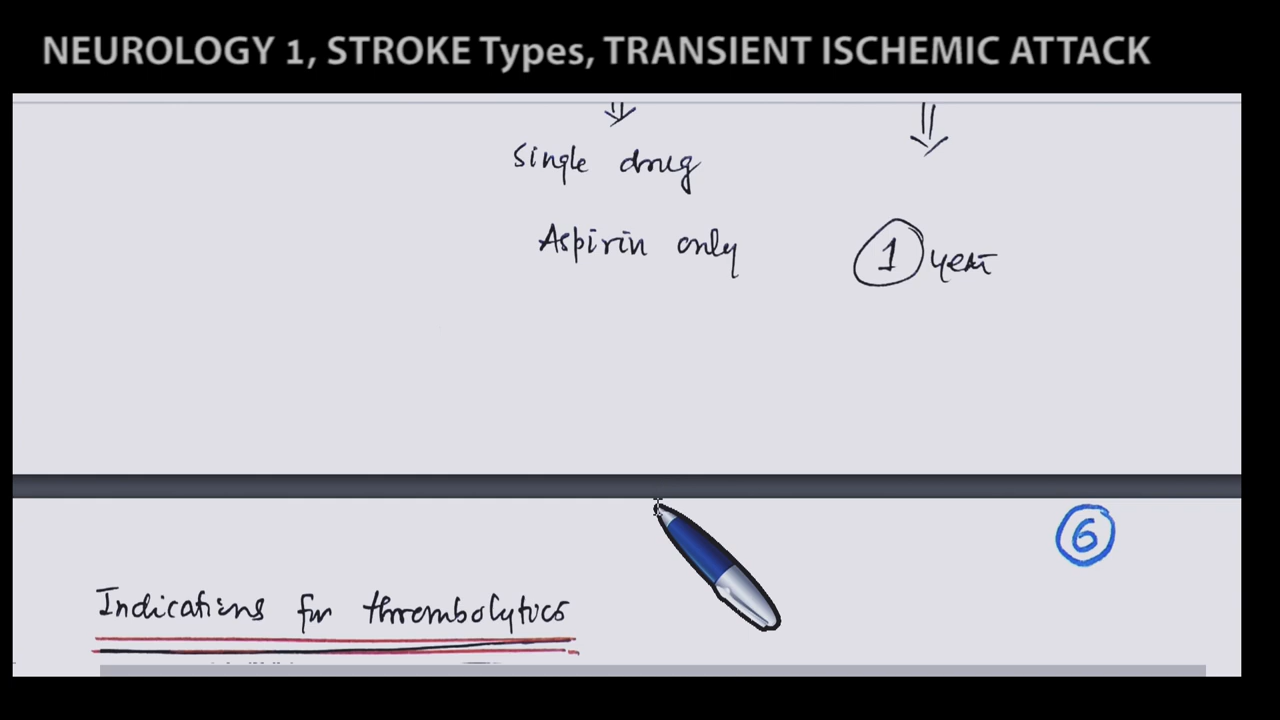 NEUROLOGY 1, STROKE Types, TRANSIENT ISCHEMIC ATTACK
Single drug
Aspirin only
1 year
6
Indications for thrombolytics